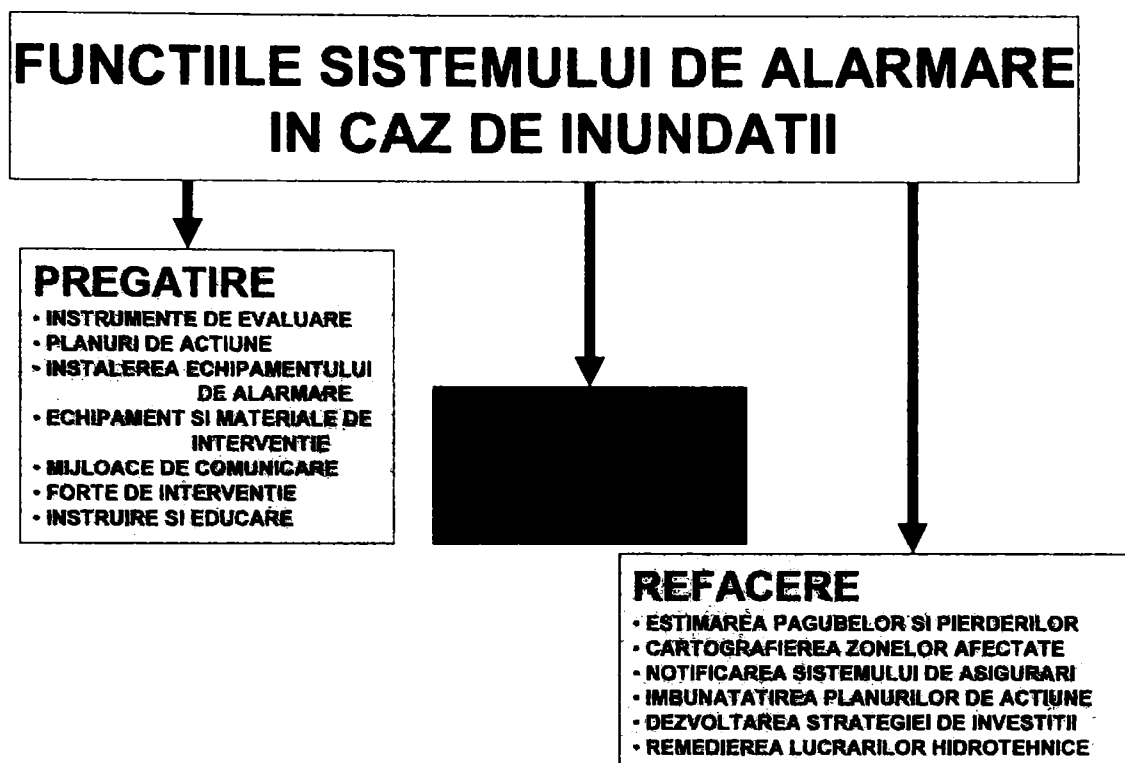 FUNCTIILE SISTEMULUI DE ALARMARE
IN CAZ DE INUNDATII
PREGATIRE
• INSTRUMENTE DE EVALUARE
• PLANURI DE ACTIUNE
• INSTALEREA ECHIPAMENTULUI
DE ALARMARE
• ECHIPAMENT SI MATERIALE DE
INTERVENTIE
• MIJLOACE DE COMUNICARE
• FORTE DE INTERVENTIE
• INSTRUIRE SI EDUCARE
REFACERE
• ESTIMAREA PAGUBELOR SI PIERDERILOR
• CARTOGRAFIEREA ZONELOR AFECTATE
• NOTIFICAREA SISTEMULUI DE ASIGURARI
• IMBUNATATIREA PLANURILOR DE ACTIUNE
• DEZVOLTAREA STRATEGIEI DE INVESTITII
• REMEDIEREA LUCRARILOR HIDROTEHNICE